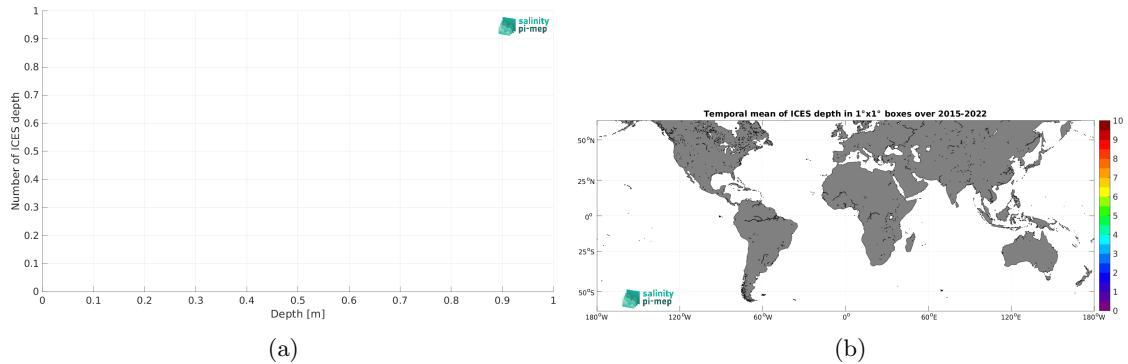 1
0.9
0.8
0.7
0.6
0.5
0.4
0.3
0.2
0.1
0
Number of ICES depth
salinity
pi-mep
0 0.1 0.2 0.3 0.4 0.5 0.6 0.7 0.8 0.9 1
Depth [m]
(a)
Temporal mean of ICES depth in 1°x1° boxes over 2015-2022
50°N
25°N
0°
25°S
50°S
salinity
pi-mep
180°W 120°W 60°W 0° 60°E 120°E 180°E
10
9
8
7
6
5
4
3
2
1
0
(b)